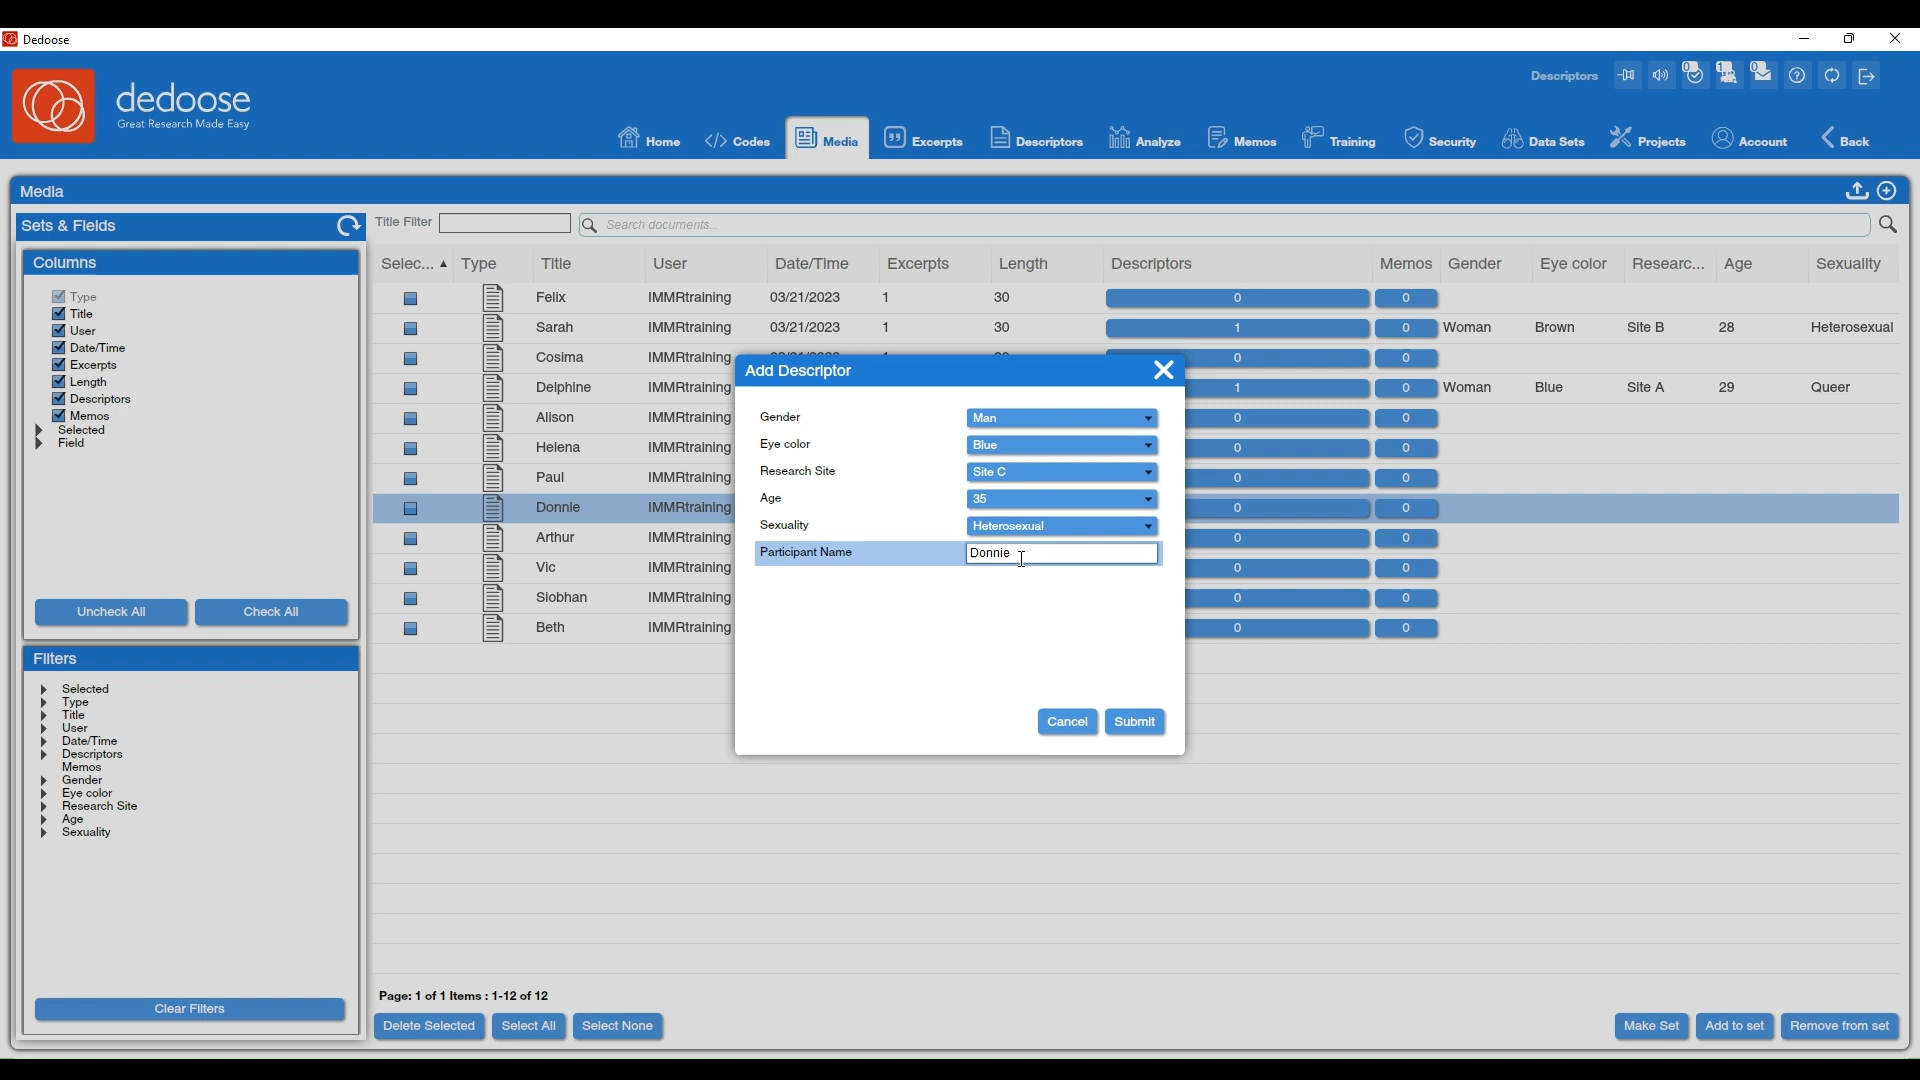 Dedoose
dedoose
Great Research Made Easy
Descriptors 0 1 0
Home Codes Media Excerpts Descriptors Analyze Memos Training Security Data Sets Projects Account Back
Media
Sets & Fields
Title Filter Search documents...
Columns
Type
Title
User
Date/Time
Excerpts
Length
Descriptors
Memos
Selected
Field
Uncheck All Check All
Filters
Selected
Type
Title
User
Date/Time
Descriptors
Memos
Gender
Eye color
Research Site
Age
Sexuality
Clear Filters
Selec... Type Title User Date/Time Excerpts Length Descriptors Memos Gender Eye color Researc... Age Sexuality
Felix IMMRtraining 03/21/2023 1 30 0 0
Sarah IMMRtraining 03/21/2023 1 30 1 0 Woman Brown Site B 28 Heterosexual
Cosima IMMRtraining 0 0
Delphine IMMRtraining 1 0 Woman Blue Site A 29 Queer
Alison IMMRtraining 0 0
Helena IMMRtraining 0 0
Paul IMMRtraining 0 0
Donnie IMMRtraining 0 0
Arthur IMMRtraining 0 0
Vic IMMRtraining 0 0
Siobhan IMMRtraining 0 0
Beth IMMRtraining 0 0
Add Descriptor
Gender Man
Eye color Blue
Research Site Site C
Age 35
Sexuality Heterosexual
Participant Name Donnie
Cancel Submit
Page: 1 of 1 Items : 1-12 of 12
Delete Selected Select All Select None Make Set Add to set Remove from set